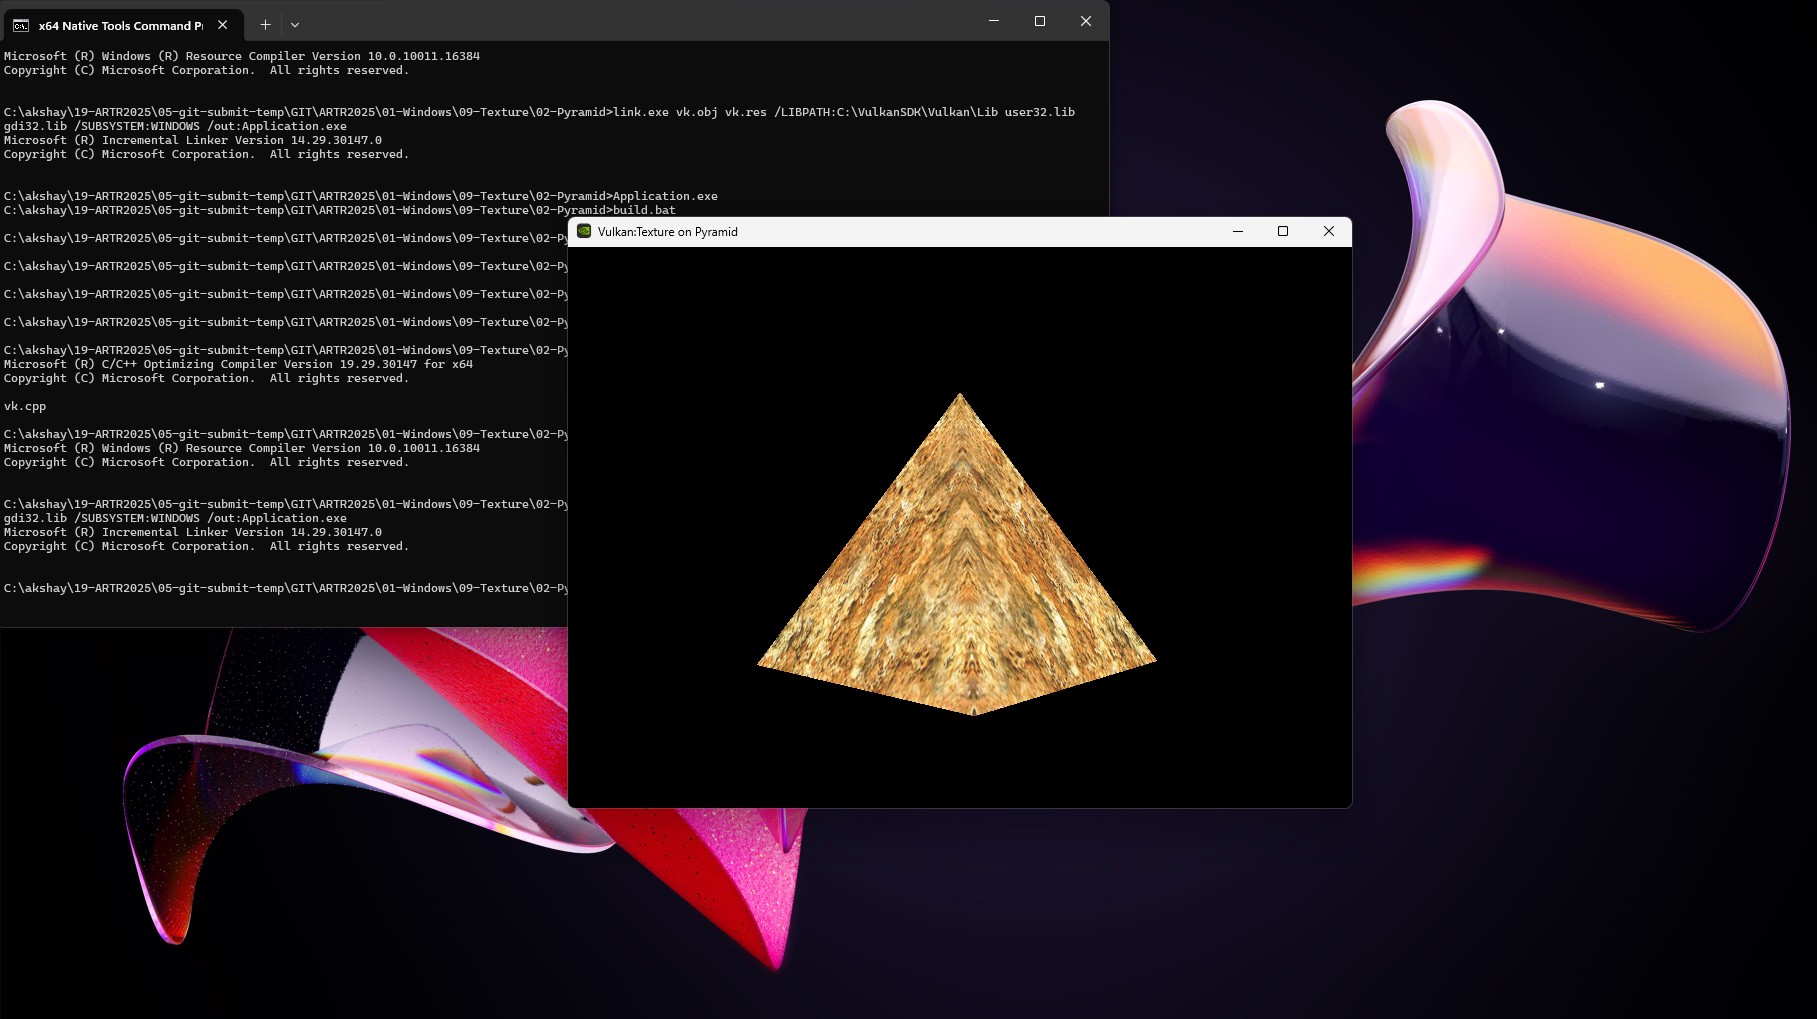 x64 Native Tools Command P
Microsoft (R) Windows (R) Resource Compiler Version 10.0.10011.16384
Copyright (C) Microsoft Corporation.  All rights reserved.
C:\akshay\19-ARTR2025\05-git-submit-temp\GIT\ARTR2025\01-Windows\09-Texture\02-Pyramid>link.exe vk.obj vk.res /LIBPATH:C:\VulkanSDK\Vulkan\Lib user32.lib
gdi32.lib /SUBSYSTEM:WINDOWS /out:Application.exe
Microsoft (R) Incremental Linker Version 14.29.30147.0
Copyright (C) Microsoft Corporation.  All rights reserved.
C:\akshay\19-ARTR2025\05-git-submit-temp\GIT\ARTR2025\01-Windows\09-Texture\02-Pyramid>Application.exe
C:\akshay\19-ARTR2025\05-git-submit-temp\GIT\ARTR2025\01-Windows\09-Texture\02-Pyramid>build.bat
C:\akshay\19-ARTR2025\05-git-submit-temp\GIT\ARTR2025\01-Windows\09-Texture\02-Py
C:\akshay\19-ARTR2025\05-git-submit-temp\GIT\ARTR2025\01-Windows\09-Texture\02-Py
C:\akshay\19-ARTR2025\05-git-submit-temp\GIT\ARTR2025\01-Windows\09-Texture\02-Py
C:\akshay\19-ARTR2025\05-git-submit-temp\GIT\ARTR2025\01-Windows\09-Texture\02-Py
C:\akshay\19-ARTR2025\05-git-submit-temp\GIT\ARTR2025\01-Windows\09-Texture\02-Py
Microsoft (R) C/C++ Optimizing Compiler Version 19.29.30147 for x64
Copyright (C) Microsoft Corporation.  All rights reserved.
vk.cpp
C:\akshay\19-ARTR2025\05-git-submit-temp\GIT\ARTR2025\01-Windows\09-Texture\02-Py
Microsoft (R) Windows (R) Resource Compiler Version 10.0.10011.16384
Copyright (C) Microsoft Corporation.  All rights reserved.
C:\akshay\19-ARTR2025\05-git-submit-temp\GIT\ARTR2025\01-Windows\09-Texture\02-Py
gdi32.lib /SUBSYSTEM:WINDOWS /out:Application.exe
Microsoft (R) Incremental Linker Version 14.29.30147.0
Copyright (C) Microsoft Corporation.  All rights reserved.
C:\akshay\19-ARTR2025\05-git-submit-temp\GIT\ARTR2025\01-Windows\09-Texture\02-Py
Vulkan:Texture on Pyramid